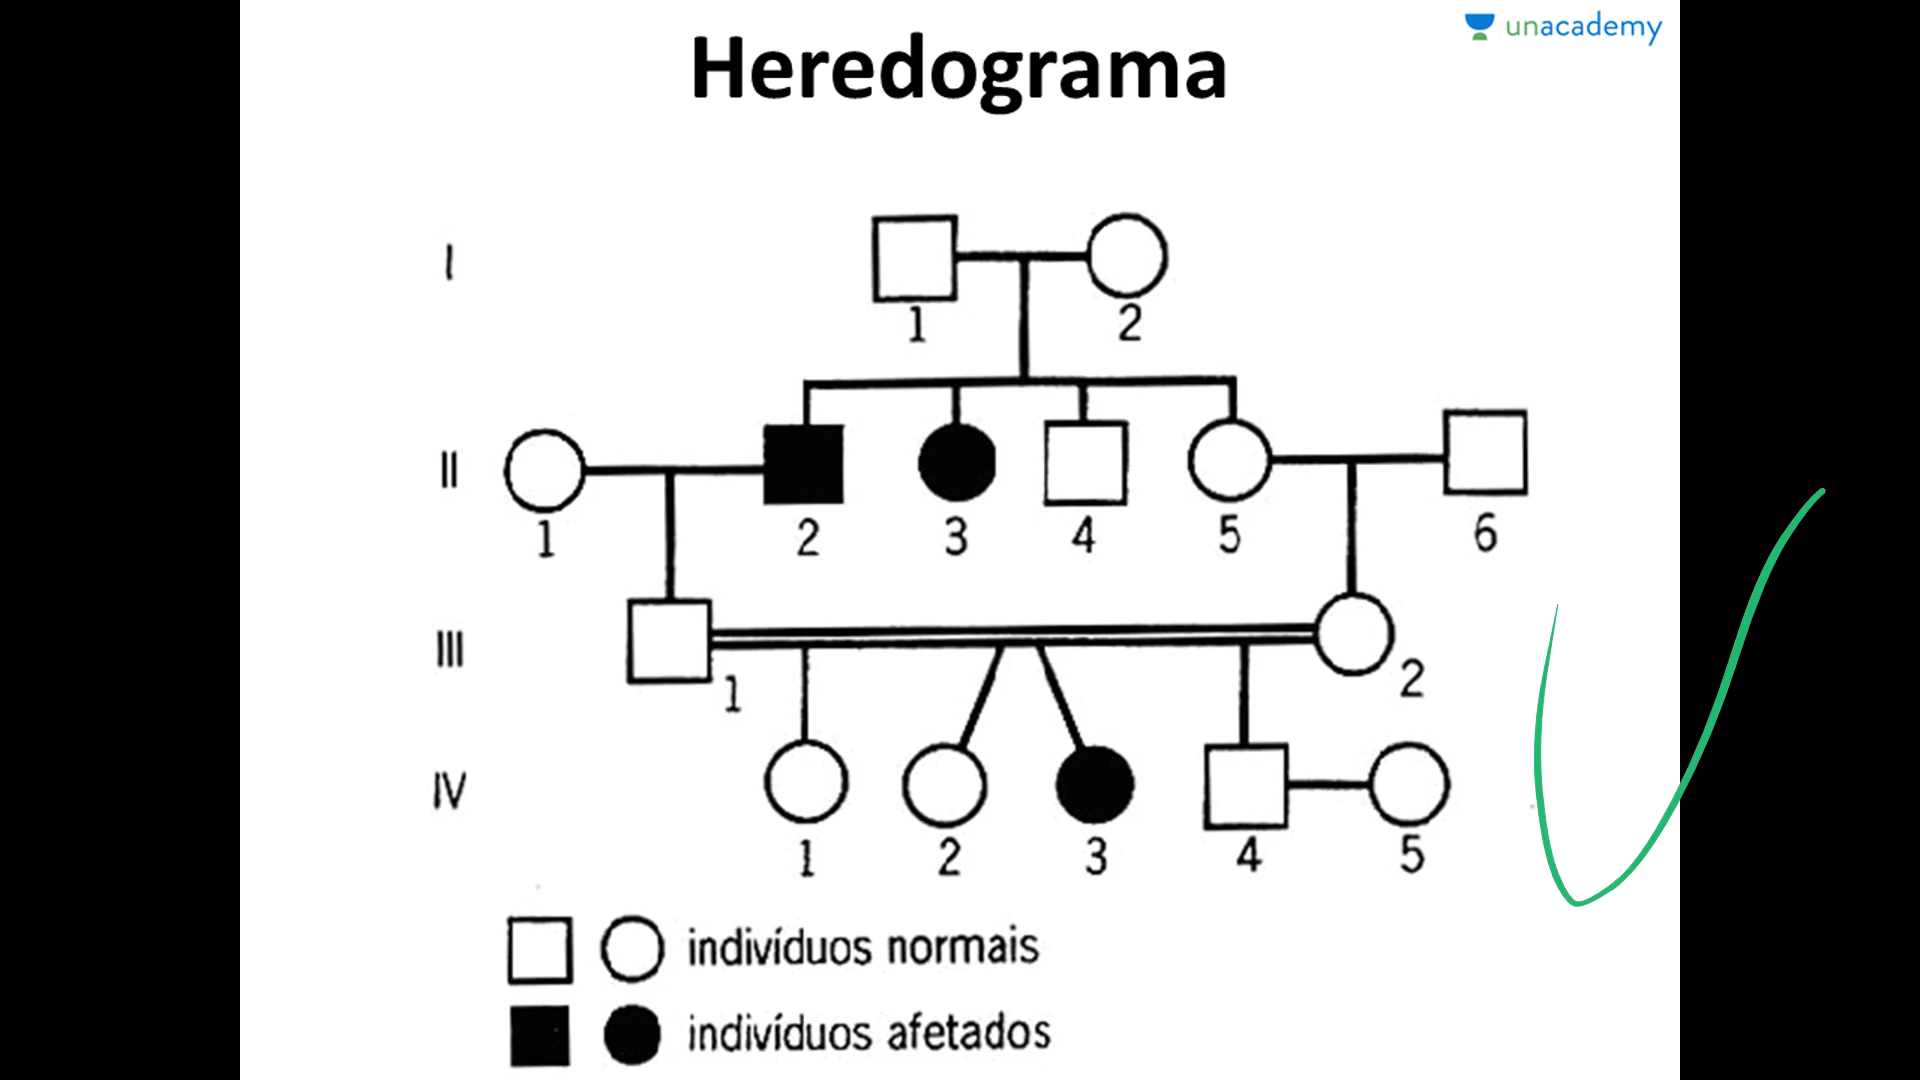 unacademy
Heredograma
I
1 2
II
1 2 3 4 5 6
III
1 2
IV
1 2 3 4 5
indivíduos normais
indivíduos afetados